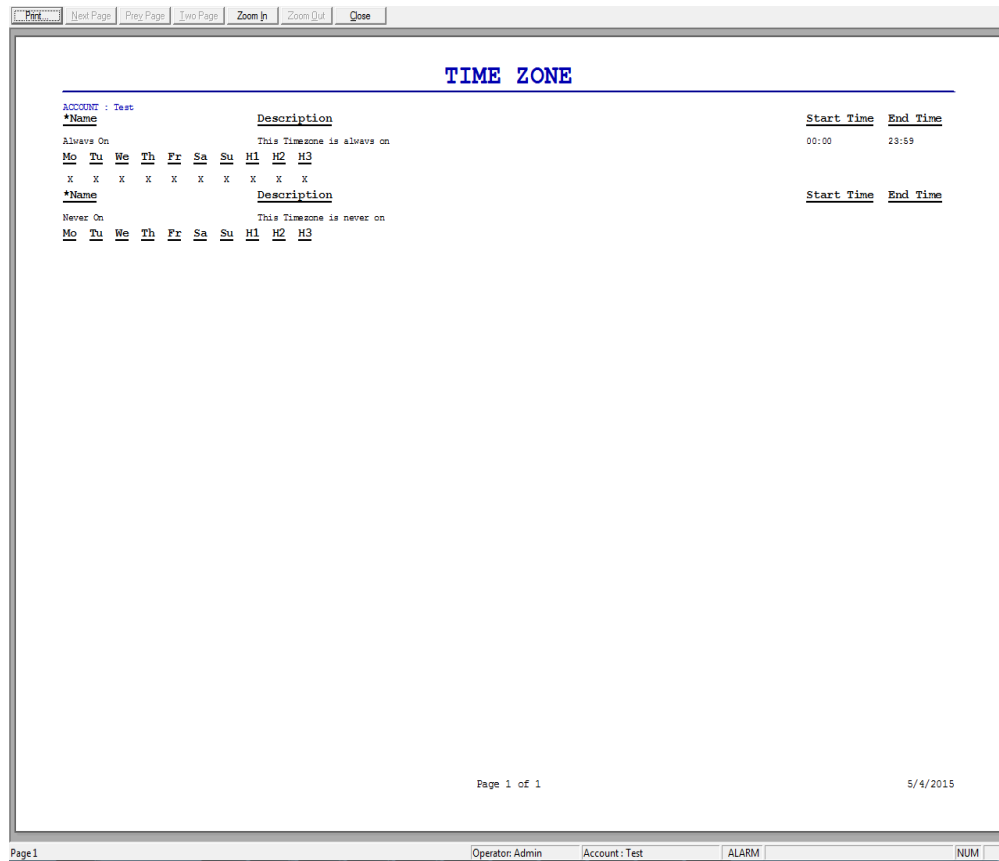 Print... Next Page Prev Page Two Page Zoom In Zoom Out Close
TIME ZONE
ACCOUNT : Test
*Name Description Start Time End Time
Always On This Timezone is always on 00:00 23:59
Mo Tu We Th Fr Sa Su H1 H2 H3
X X X X X X X X X X
*Name Description Start Time End Time
Never On This Timezone is never on
Mo Tu We Th Fr Sa Su H1 H2 H3
Page 1 of 1 5/4/2015
Page 1 Operator: Admin Account : Test ALARM NUM